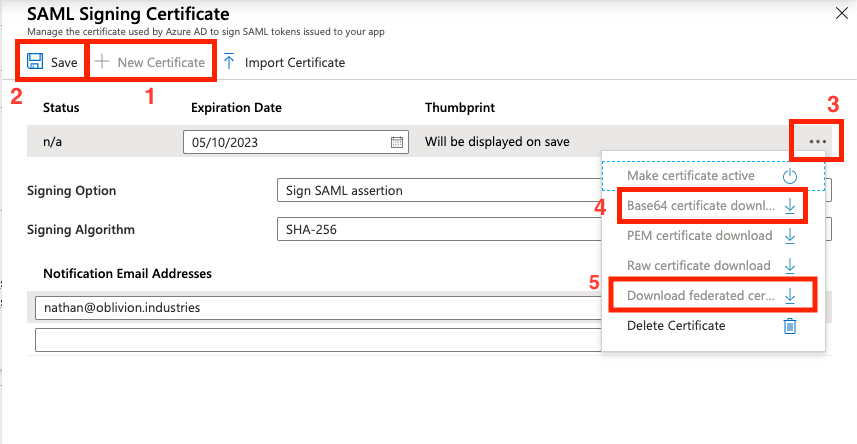 SAML Signing Certificate
Manage the certificate used by Azure AD to sign SAML tokens issued to your app
Save
New Certificate
Import Certificate
2
1
3
Status
Expiration Date
Thumbprint
n/a
05/10/2023
Will be displayed on save
Make certificate active
Signing Option
Sign SAML assertion
4
Base64 certificate downl...
Signing Algorithm
SHA-256
PEM certificate download
Raw certificate download
Notification Email Addresses
5
Download federated cer...
nathan@oblivion.industries
Delete Certificate